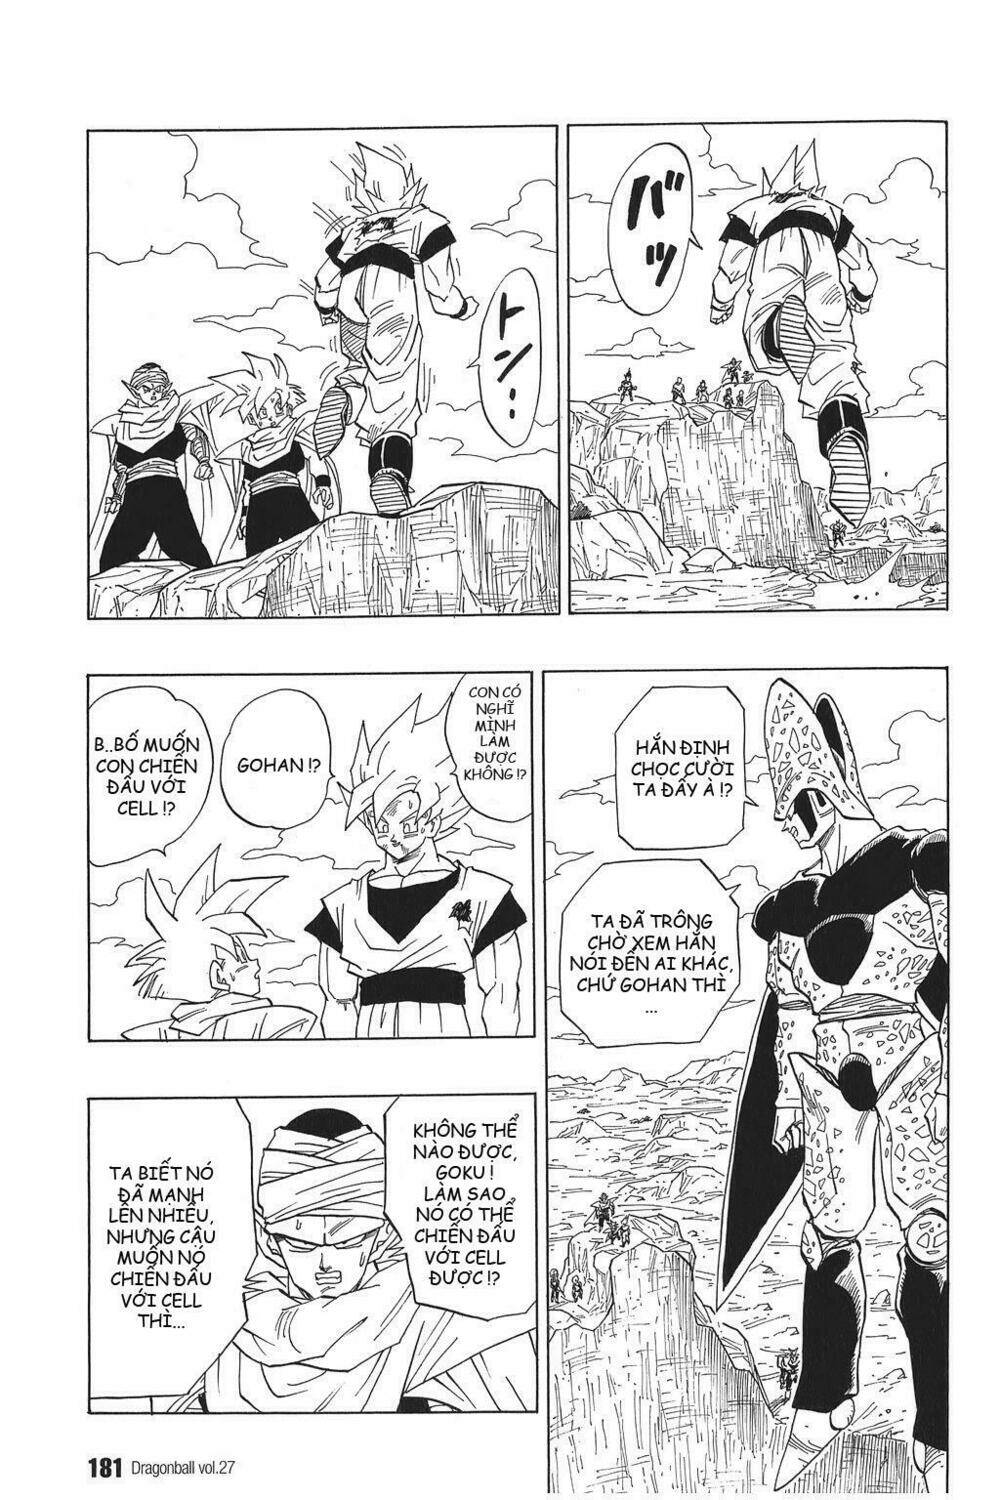 バッ
トン・
HẮN ĐỊNH
CHỌC CƯỜI
TA ĐẤY À !?
TA ĐÃ TRÔNG
CHỜ XEM HẮN
NÓI ĐẾN AI KHÁC,
CHỨ GOHAN THÌ
...
CON CÓ
NGHĨ
MÌNH
LÀM
ĐƯỢC
KHÔNG !?
GOHAN !?
B..BỐ MUỐN
CON CHIẾN
ĐẤU VỚI
CELL !?
KHÔNG THỂ
NÀO ĐƯỢC,
GOKU !
LÀM SAO
NÓ CÓ THỂ
CHIẾN ĐẤU
VỚI CELL
ĐƯỢC !?
TA BIẾT NÓ
ĐÃ MẠNH
LÊN NHIỀU,
NHƯNG CẬU
MUỐN NÓ
CHIẾN ĐẤU
VỚI CELL
THÌ...
181 Dragonball vol.27